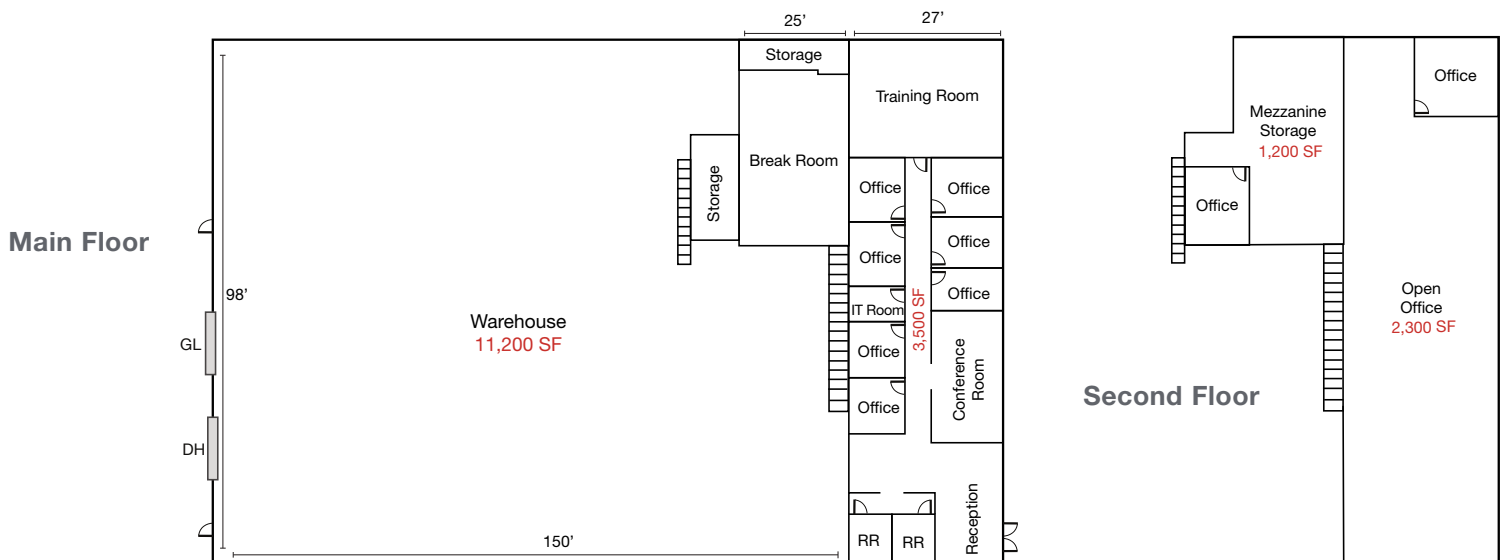 25’
27’
Storage
Training Room
Office
Mezzanine
Storage
1,200 SF
Break Room
Storage
Office
Office
Office
Main Floor
Office
Office
98’
Office
IT Room
3,500 SF
Open
Office
2,300 SF
Warehouse
11,200 SF
GL
Office
Conference
Room
Second Floor
Office
DH
Reception
150’
RR
RR